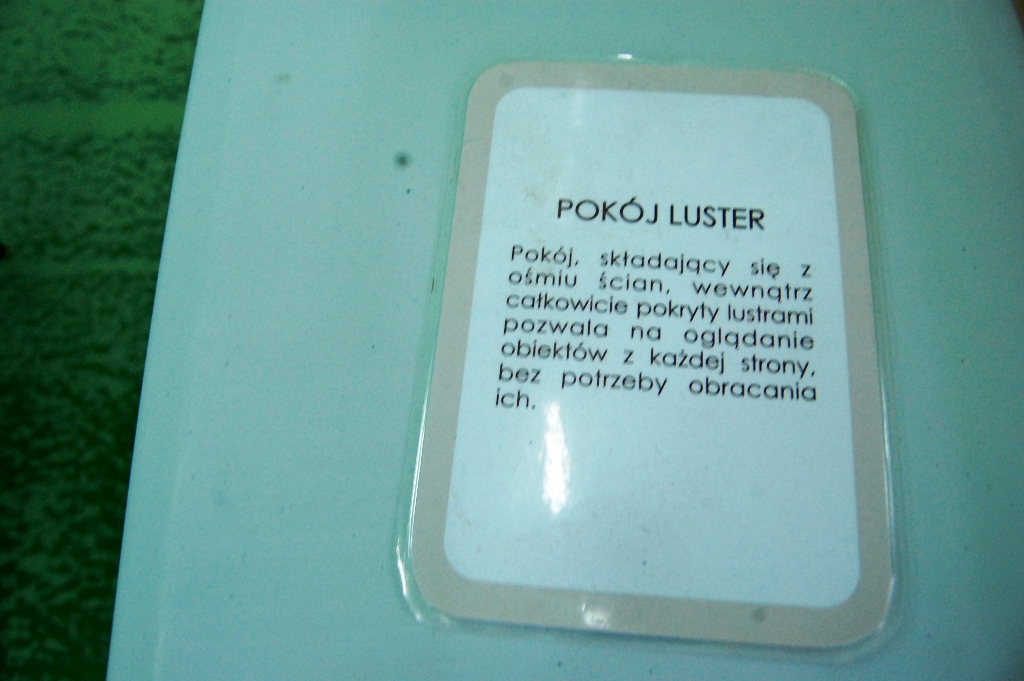 POKÓJ LUSTER
Pokój, składający się z
ośmiu ścian, wewnątrz
całkowicie pokryty lustrami
pozwala na oglądanie
obiektów z każdej strony,
bez potrzeby obracania
ich.